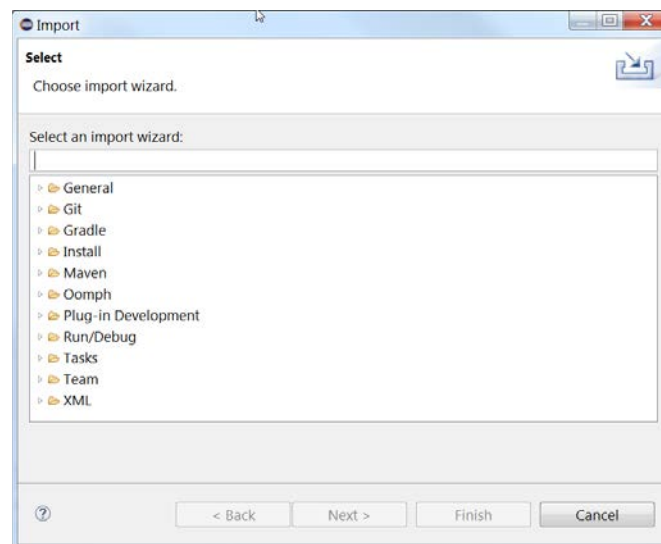 Import
Select
Choose import wizard.
Select an import wizard:
General
Git
Gradle
Install
Maven
Oomph
Plug-in Development
Run/Debug
Tasks
Team
XML
< Back Next > Finish Cancel